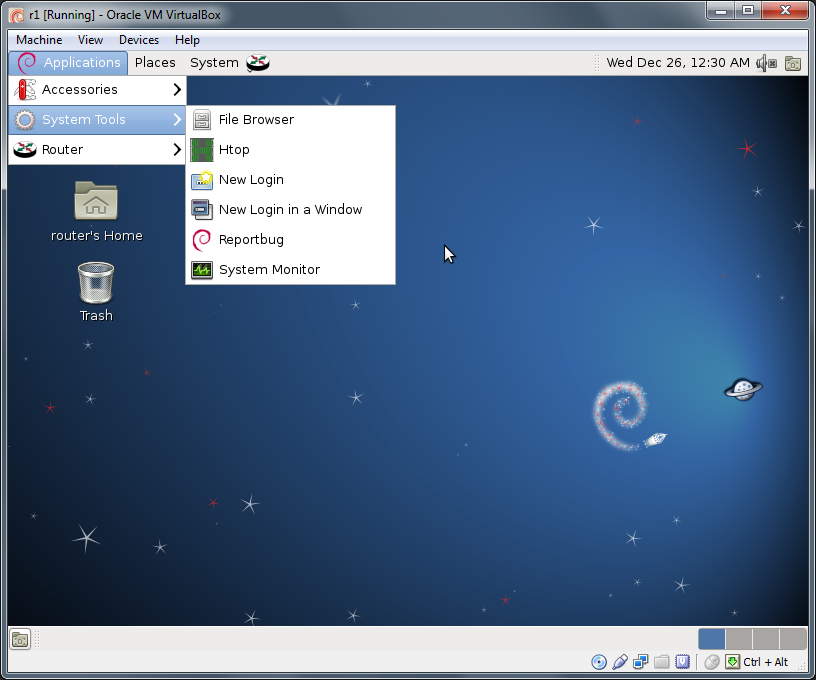 r1 [Running] - Oracle VM VirtualBox
Machine View Devices Help
Applications Places System Wed Dec 26, 12:30 AM
Accessories
System Tools
Router
File Browser
Htop
New Login
New Login in a Window
Reportbug
System Monitor
router's Home
Trash
Ctrl + Alt